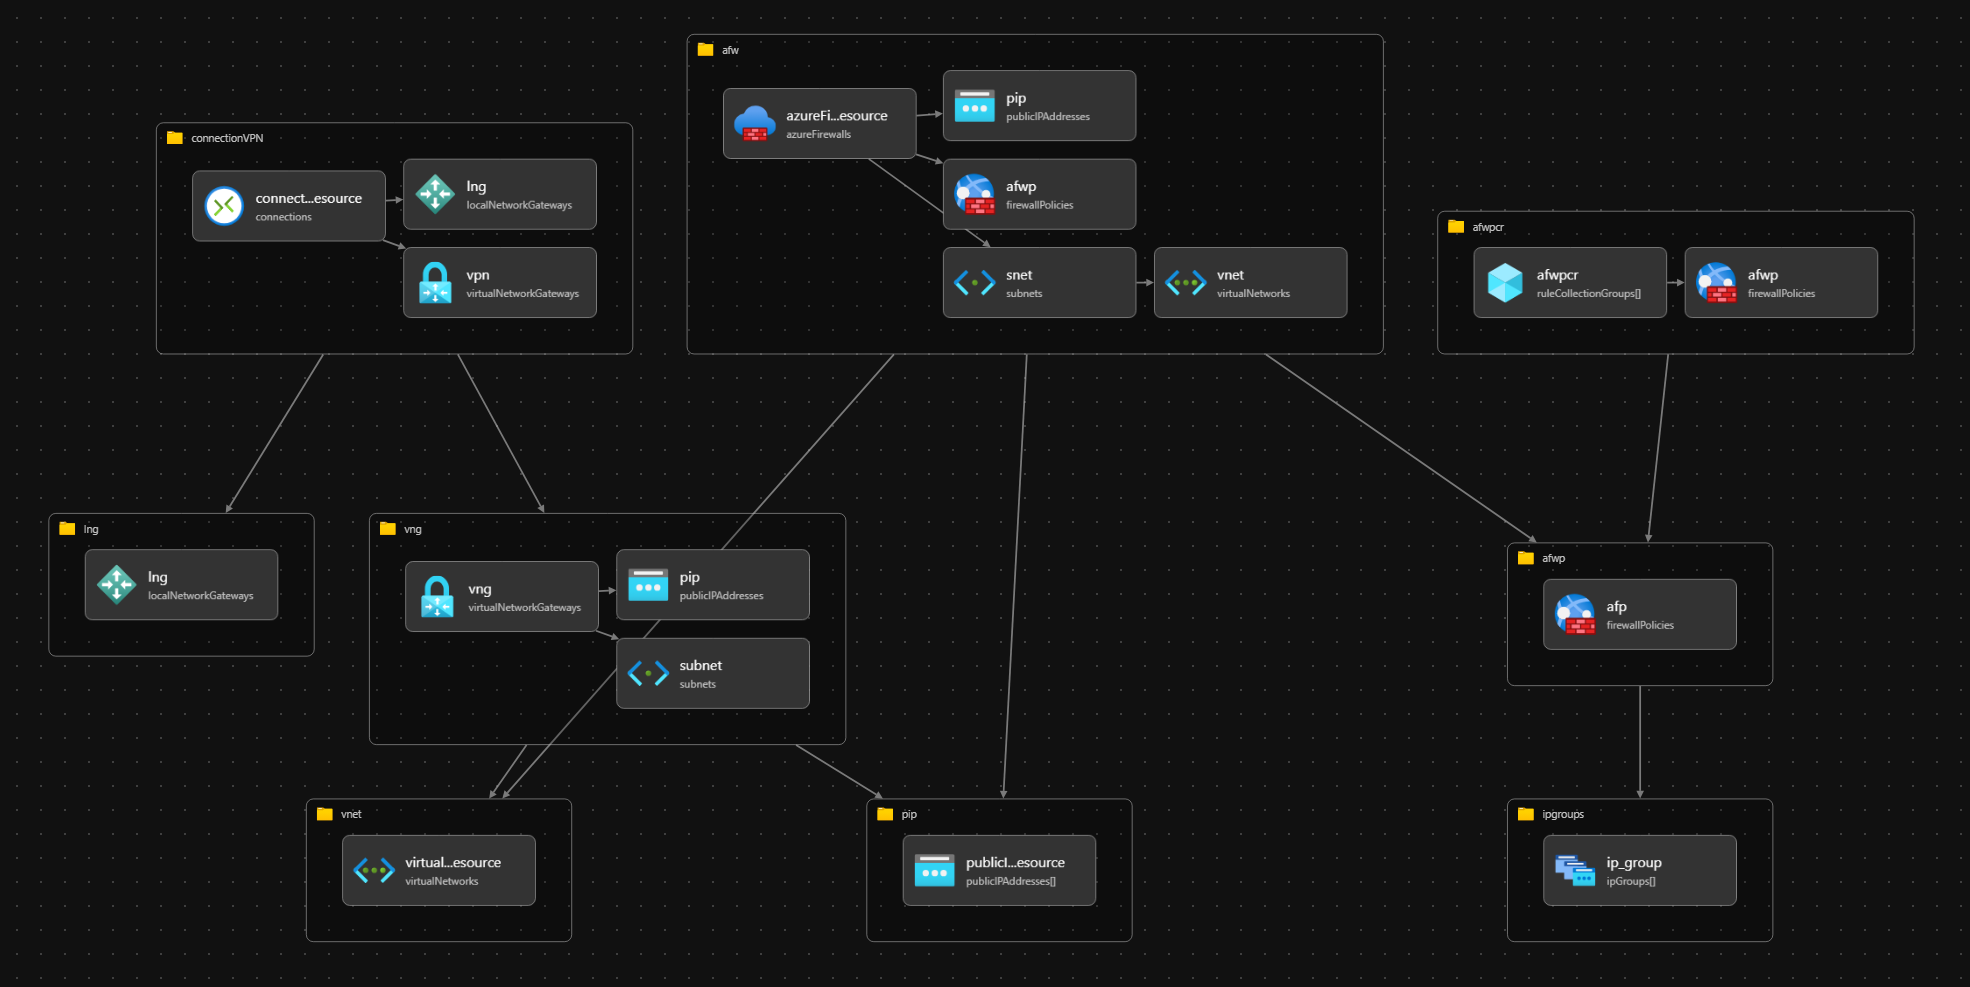 afw
azureFi...esource
azureFirewalls
pip
publicIPAddresses
afwp
firewallPolicies
snet
subnets
vnet
virtualNetworks
connectionVPN
connect...esource
connections
lng
localNetworkGateways
vpn
virtualNetworkGateways
afwpcr
afwpcr
ruleCollectionGroups[]
afwp
firewallPolicies
lng
lng
localNetworkGateways
vng
vng
virtualNetworkGateways
pip
publicIPAddresses
subnet
subnets
afwp
afp
firewallPolicies
vnet
virtual...esource
virtualNetworks
pip
publicI...esource
publicIPAddresses[]
ipgroups
ip_group
ipGroups[]